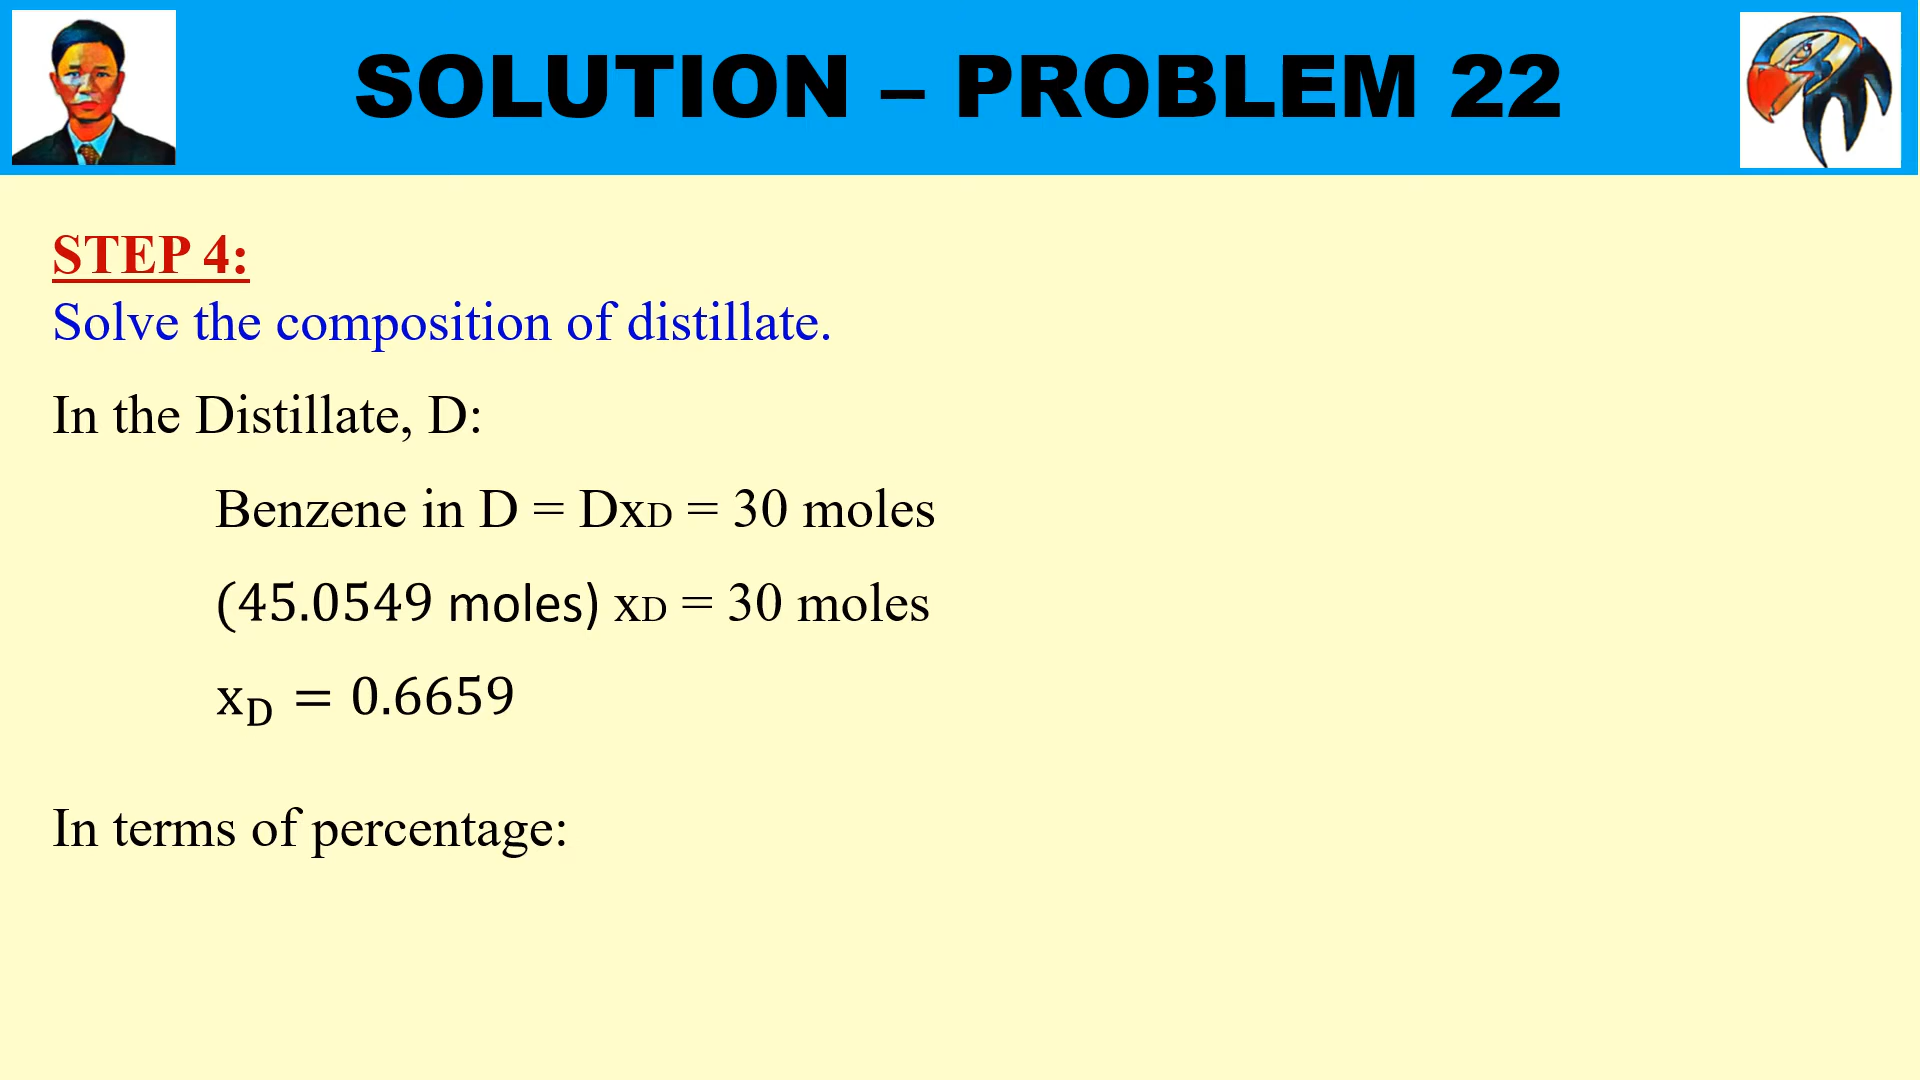 SOLUTION – PROBLEM 22
STEP 4:
Solve the composition of distillate.
In the Distillate, D:
Benzene in D = DxD = 30 moles
(45.0549 moles) xD = 30 moles
xD = 0.6659
In terms of percentage: